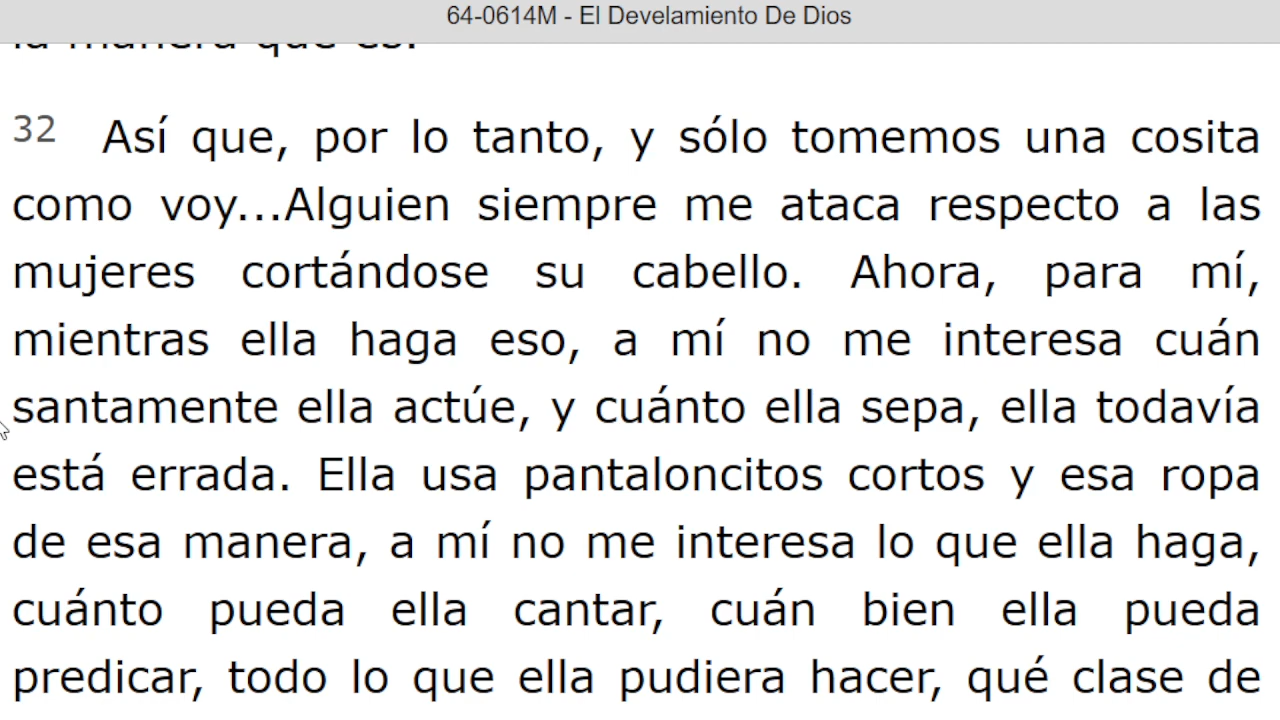 64-0614M - El Develamiento De Dios
la manera que es.
32 Así que, por lo tanto, y sólo tomemos una cosita
como voy...Alguien siempre me ataca respecto a las
mujeres cortándose su cabello. Ahora, para mí,
mientras ella haga eso, a mí no me interesa cuán
santamente ella actúe, y cuánto ella sepa, ella todavía
está errada. Ella usa pantaloncitos cortos y esa ropa
de esa manera, a mí no me interesa lo que ella haga,
cuánto pueda ella cantar, cuán bien ella pueda
predicar, todo lo que ella pudiera hacer, qué clase de